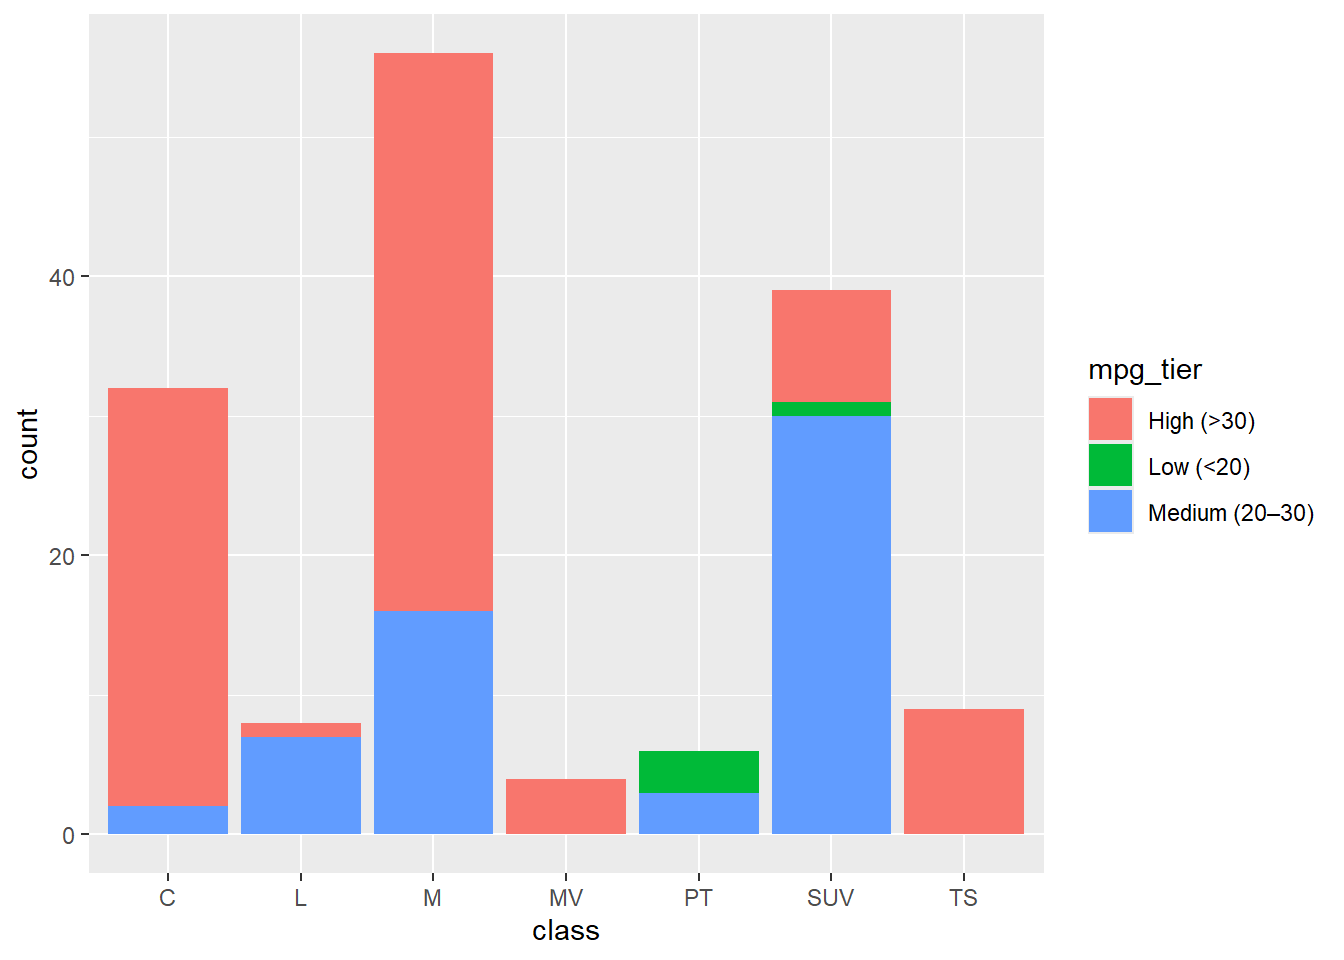 count
40
20
0
C L M MV PT SUV TS
class
mpg_tier
High (>30)
Low (<20)
Medium (20–30)